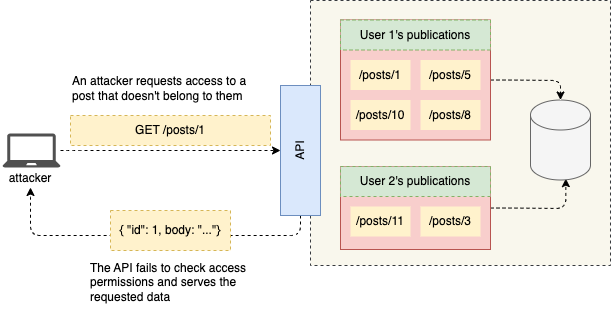 User 1's publications
/posts/1
/posts/5
/posts/10
/posts/8
An attacker requests access to a
post that doesn't belong to them
GET /posts/1
API
attacker
User 2's publications
/posts/11
/posts/3
{ "id": 1, body: "..."}
The API fails to check access
permissions and serves the
requested data